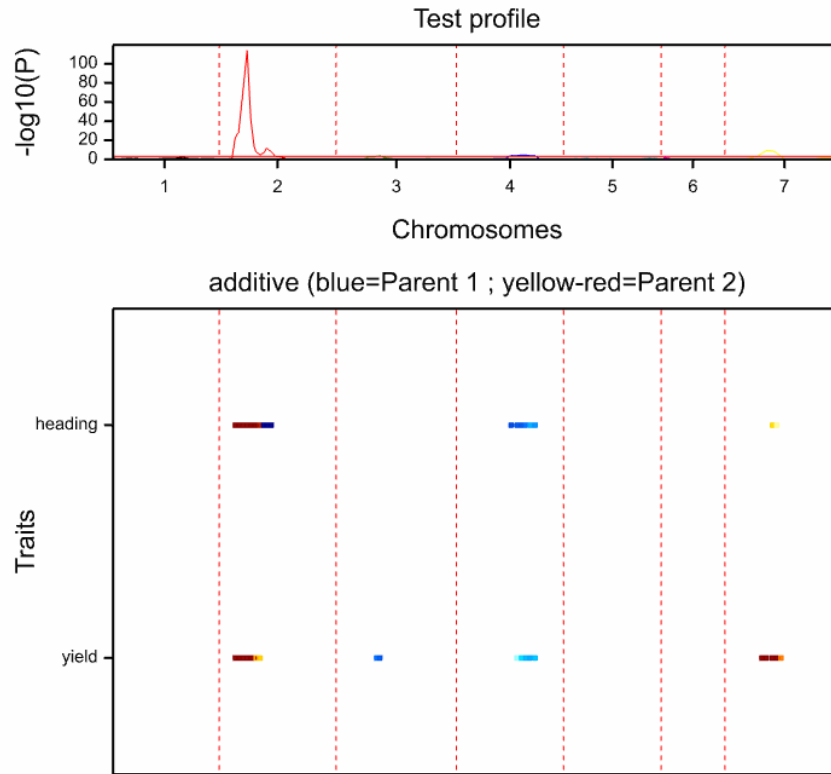 Test profile
-log10(P)
100
80
60
40
20
0
1 2 3 4 5 6 7
Chromosomes
additive (blue=Parent 1 ; yellow-red=Parent 2)
Traits
heading
yield